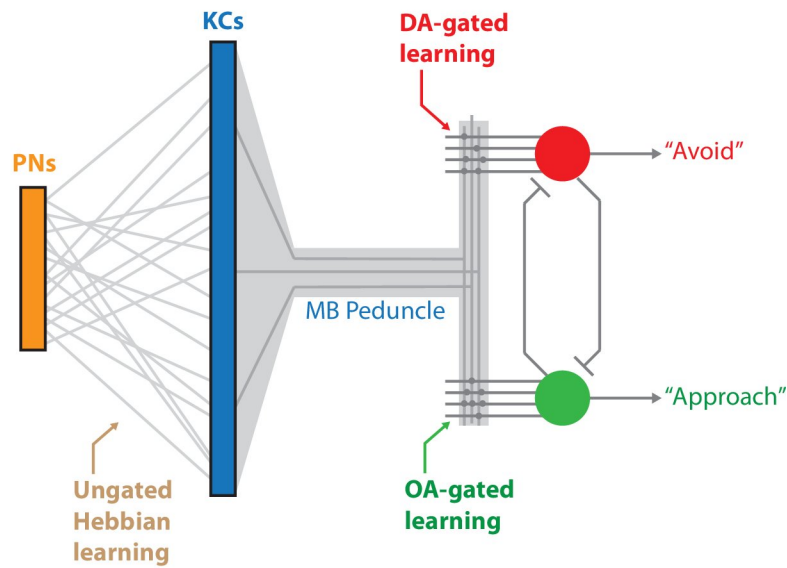 KCs
DA-gated
learning
PNs
“Avoid”
MB Peduncle
“Approach”
Ungated
Hebbian
learning
OA-gated
learning